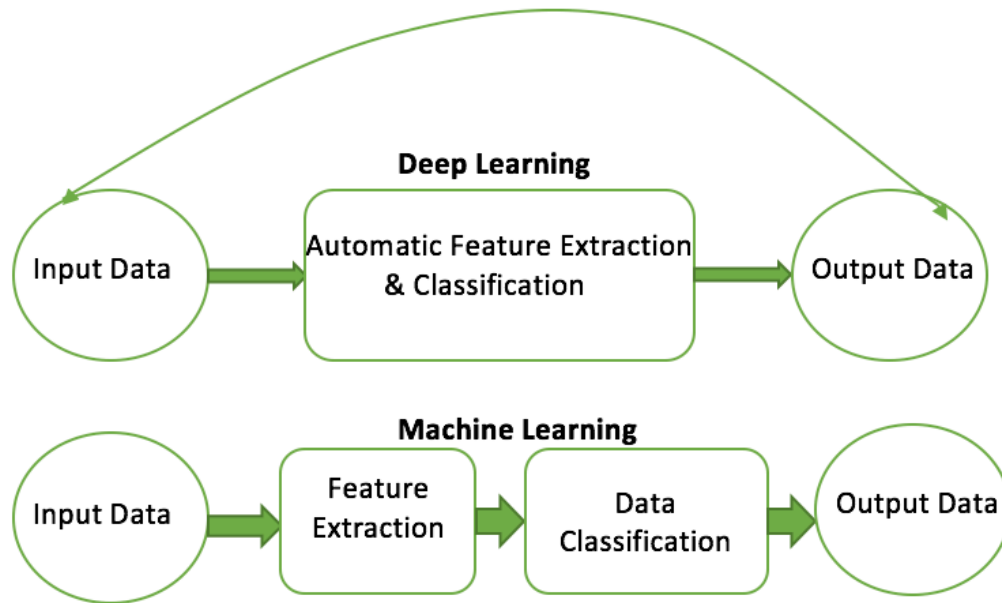 Deep Learning
Input Data
Automatic Feature Extraction
& Classification
Output Data
Machine Learning
Input Data
Feature
Extraction
Data
Classification
Output Data